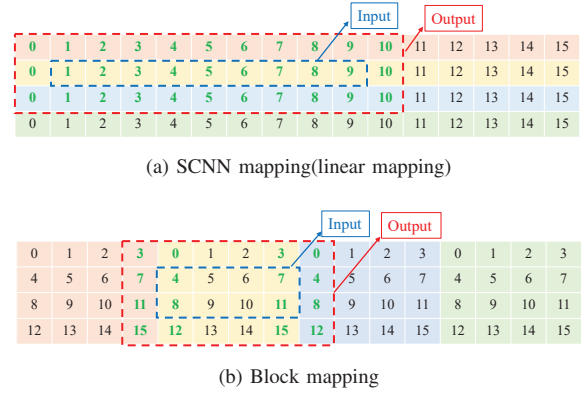 Input
Output
0 1 2 3 4 5 6 7 8 9 10 11 12 13 14 15
0 1 2 3 4 5 6 7 8 9 10 11 12 13 14 15
0 1 2 3 4 5 6 7 8 9 10 11 12 13 14 15
0 1 2 3 4 5 6 7 8 9 10 11 12 13 14 15
(a) SCNN mapping(linear mapping)
Input
Output
0 1 2 3 0 1 2 3 0 1 2 3 0 1 2 3
4 5 6 7 4 5 6 7 4 5 6 7 4 5 6 7
8 9 10 11 8 9 10 11 8 9 10 11 8 9 10 11
12 13 14 15 12 13 14 15 12 13 14 15 12 13 14 15
(b) Block mapping